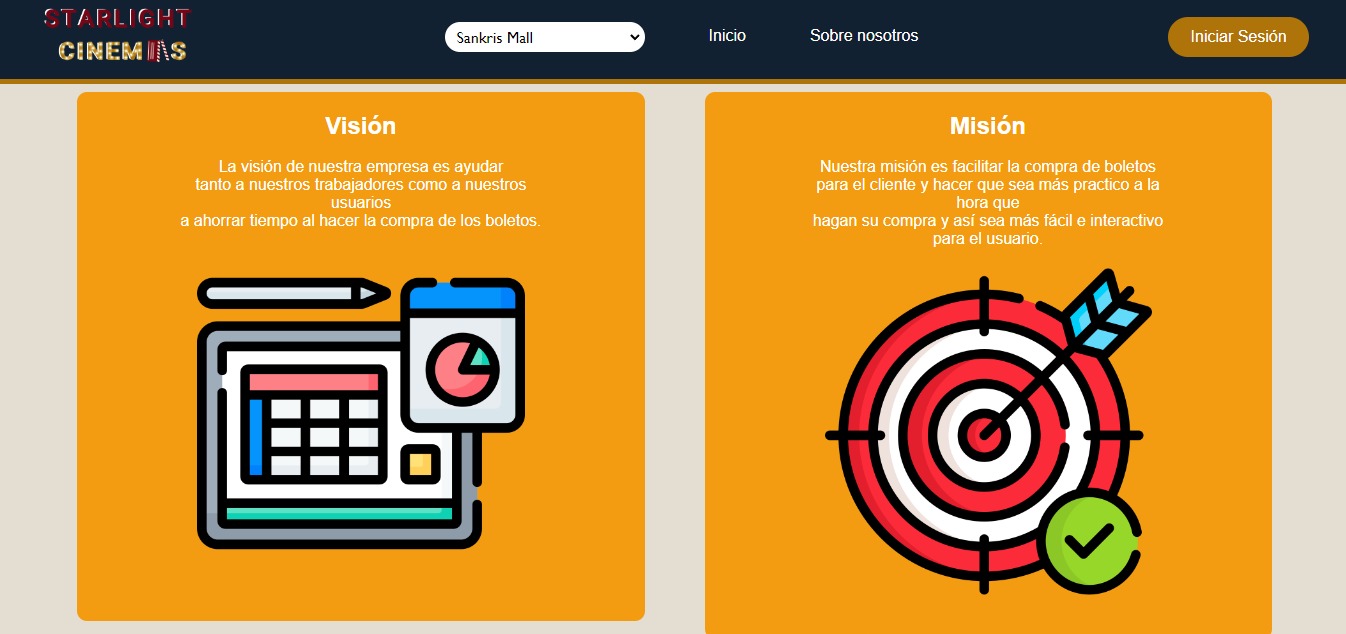 STARLIGHT
CINEMAS
Sankris Mall
Inicio
Sobre nosotros
Iniciar Sesión
Visión
La visión de nuestra empresa es ayudar
tanto a nuestros trabajadores como a nuestros
usuarios
a ahorrar tiempo al hacer la compra de los boletos.
Misión
Nuestra misión es facilitar la compra de boletos
para el cliente y hacer que sea más practico a la
hora que
hagan su compra y así sea más fácil e interactivo
para el usuario.